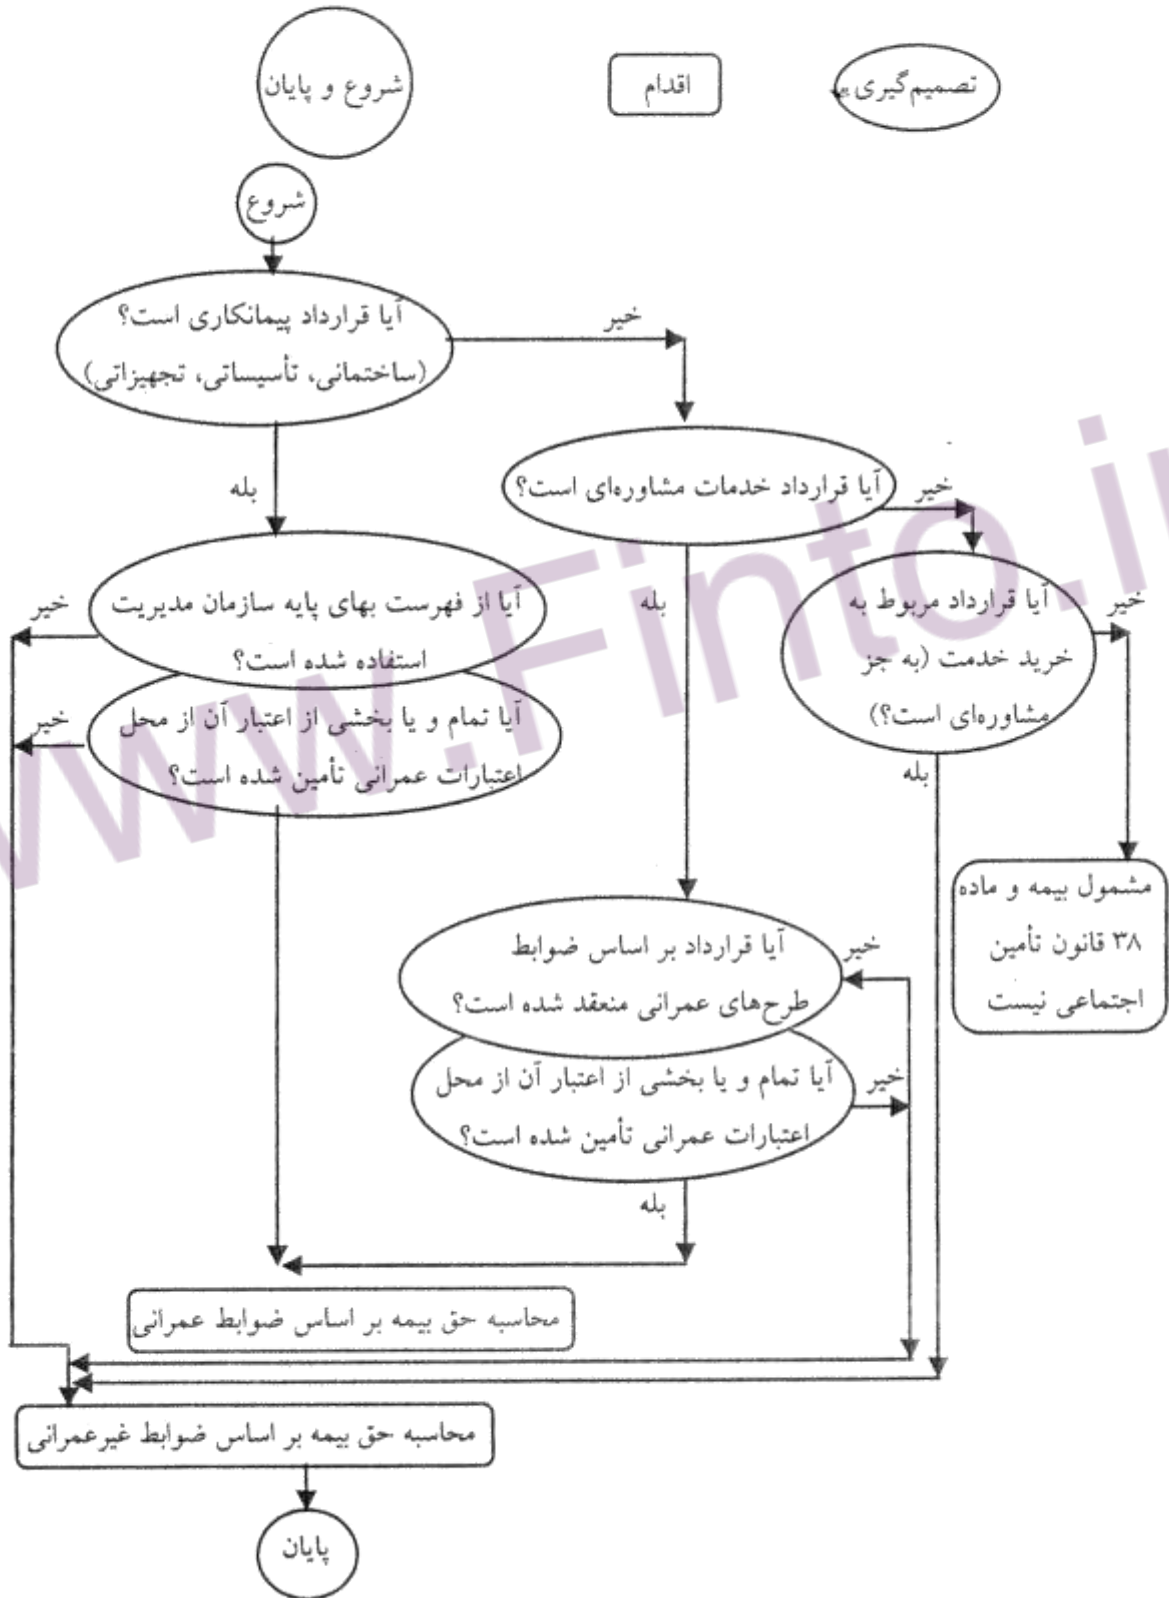 شروع و پایان
اقدام
تصمیم‌گیری
شروع
آیا قرارداد پیمانکاری است؟
(ساختمانی، تأسیساتی، تجهیزاتی)
خیر
بله
آیا قرارداد خدمات مشاوره‌ای است؟
خیر
بله
آیا قرارداد مربوط به
خرید خدمت (به جز
مشاوره‌ای است؟)
خیر
بله
مشمول بیمه و ماده
۳۸ قانون تأمین
اجتماعی نیست
آیا از فهرست بهای پایه سازمان مدیریت
استفاده شده است؟
خیر
آیا تمام و یا بخشی از اعتبار آن از محل
اعتبارات عمرانی تأمین شده است؟
خیر
آیا قرارداد بر اساس ضوابط
طرح‌های عمرانی منعقد شده است؟
خیر
آیا تمام و یا بخشی از اعتبار آن از محل
اعتبارات عمرانی تأمین شده است؟
خیر
بله
محاسبه حق بیمه بر اساس ضوابط عمرانی
محاسبه حق بیمه بر اساس ضوابط غیرعمرانی
پایان
www.Finto.ir